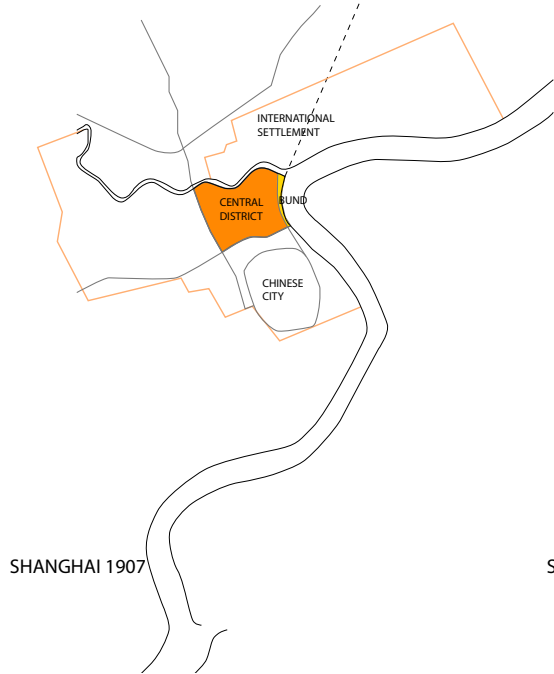 INTERNATIONAL
SETTLEMENT
CENTRAL
DISTRICT
BUND
CHINESE
CITY
SHANGHAI 1907
S